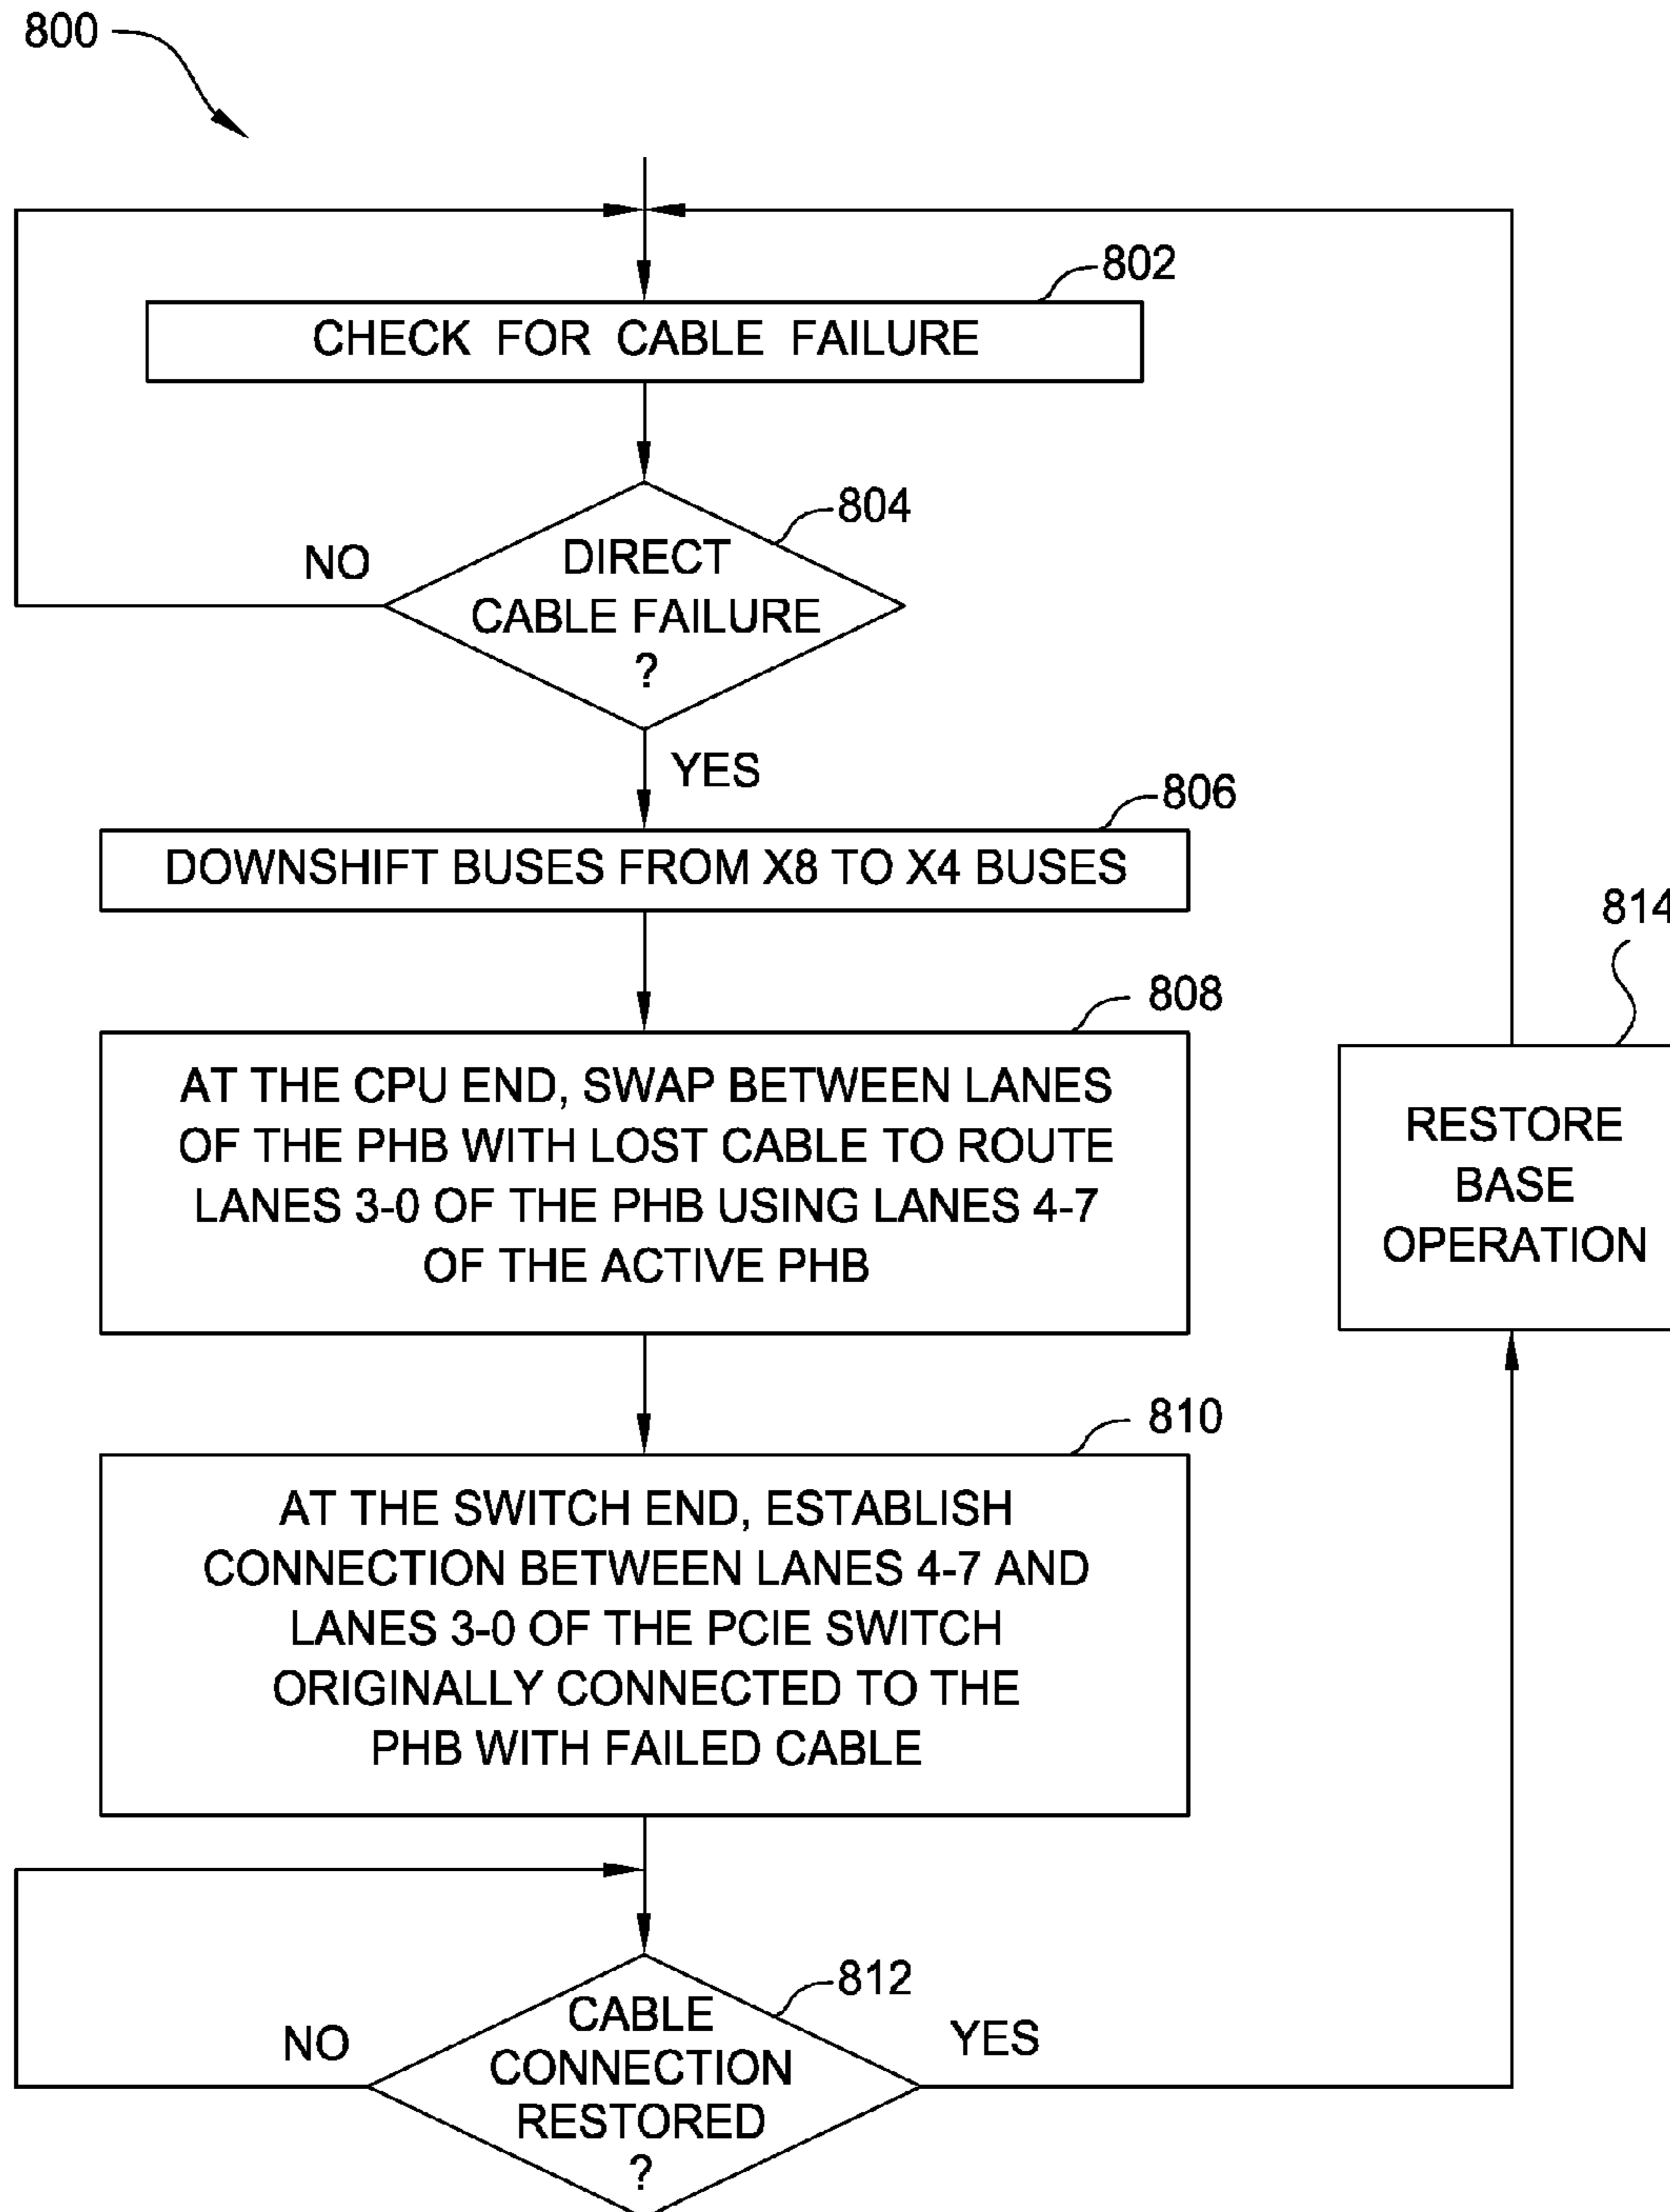 800
802
CHECK FOR CABLE FAILURE
804
DIRECT
CABLE FAILURE
?
NO
YES
806
DOWNSHIFT BUSES FROM X8 TO X4 BUSES
808
AT THE CPU END, SWAP BETWEEN LANES
OF THE PHB WITH LOST CABLE TO ROUTE
LANES 3-0 OF THE PHB USING LANES 4-7
OF THE ACTIVE PHB
810
AT THE SWITCH END, ESTABLISH
CONNECTION BETWEEN LANES 4-7 AND
LANES 3-0 OF THE PCIE SWITCH
ORIGINALLY CONNECTED TO THE
PHB WITH FAILED CABLE
812
CABLE
CONNECTION
RESTORED
?
NO
YES
814
RESTORE
BASE
OPERATION